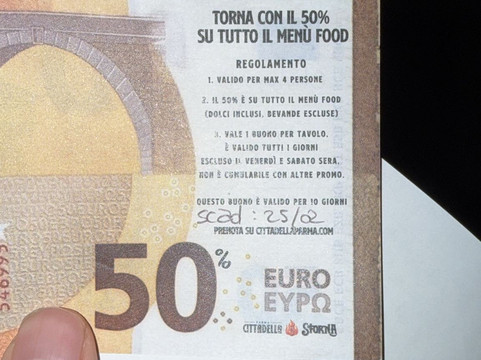 TORNA CON IL 50%
SU TUTTO IL MENÙ FOOD
REGOLAMENTO
1. VALIDO PER MAX 4 PERSONE
2. IL 50% È SU TUTTO IL MENÙ FOOD
(DOLCI INCLUSI, BEVANDE ESCLUSE)
3. VALE 1 BUONO PER TAVOLO.
È VALIDO TUTTI I GIORNI
ESCLUSO IL VENERDÌ E SABATO SERA.
NON È CUMULABILE CON ALTRE PROMO.
QUESTO BUONO È VALIDO PER 10 GIORNI
scad: 25/02
PRENOTA SU CITTADELLAPARMA.COM
50%
EURO
ΕΥΡΩ
CITTADELLA